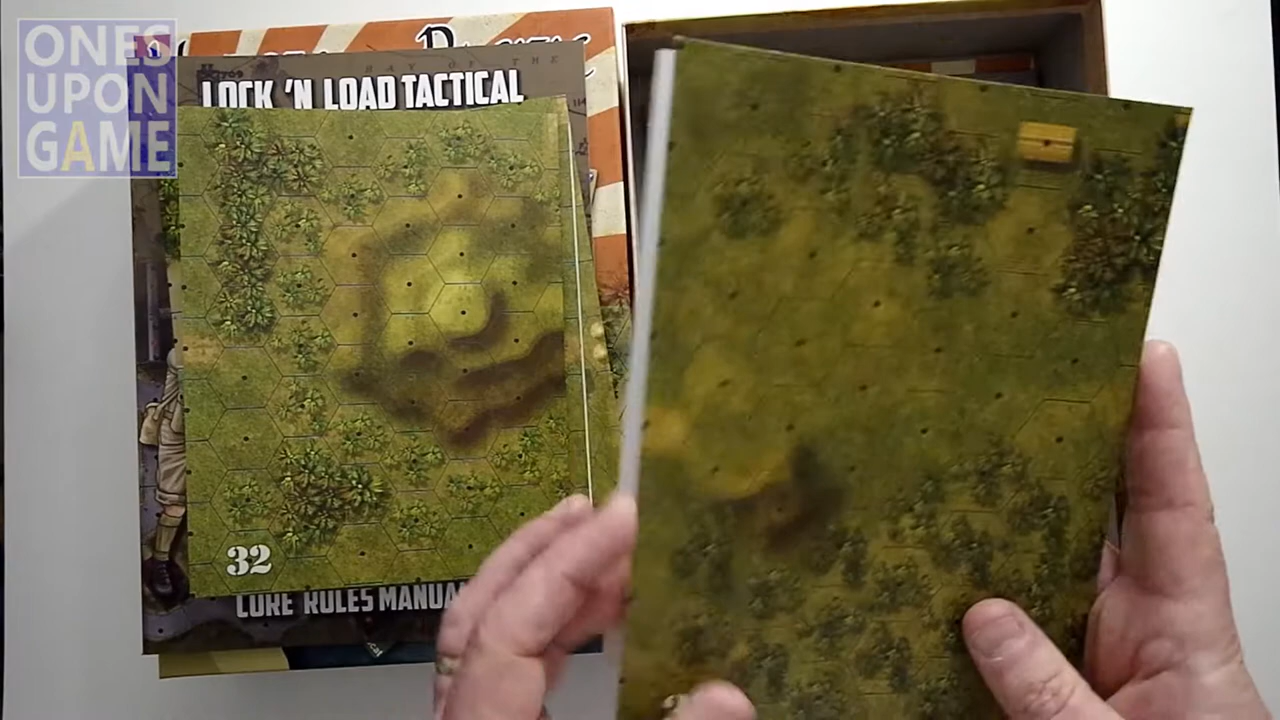 ONES
UPON
GAME
LOCK 'N LOAD TACTICAL
32
CORE RULES MANUAL